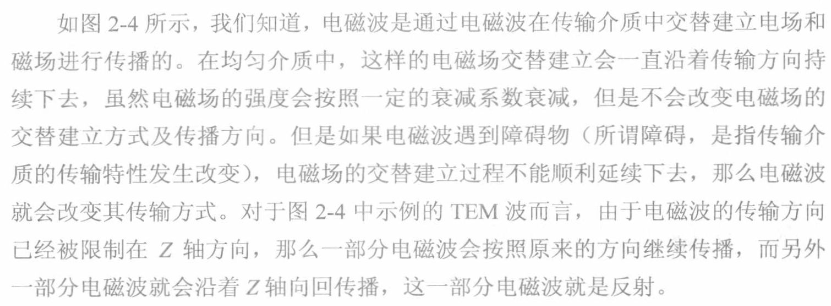 如图 2-4 所示，我们知道，电磁波是通过电磁波在传输介质中交替建立电场和
磁场进行传播的。在均匀介质中，这样的电磁场交替建立会一直沿着传输方向持
续下去，虽然电磁场的强度会按照一定的衰减系数衰减，但是不会改变电磁场的
交替建立方式及传播方向。但是如果电磁波遇到障碍物（所谓障碍，是指传输介
质的传输特性发生改变），电磁场的交替建立过程不能顺利延续下去，那么电磁波
就会改变其传输方式。对于图 2-4 中示例的 TEM 波而言，由于电磁波的传输方向
已经被限制在 Z 轴方向，那么一部分电磁波会按照原来的方向继续传播，而另外
一部分电磁波就会沿着 Z 轴向回传播，这一部分电磁波就是反射。